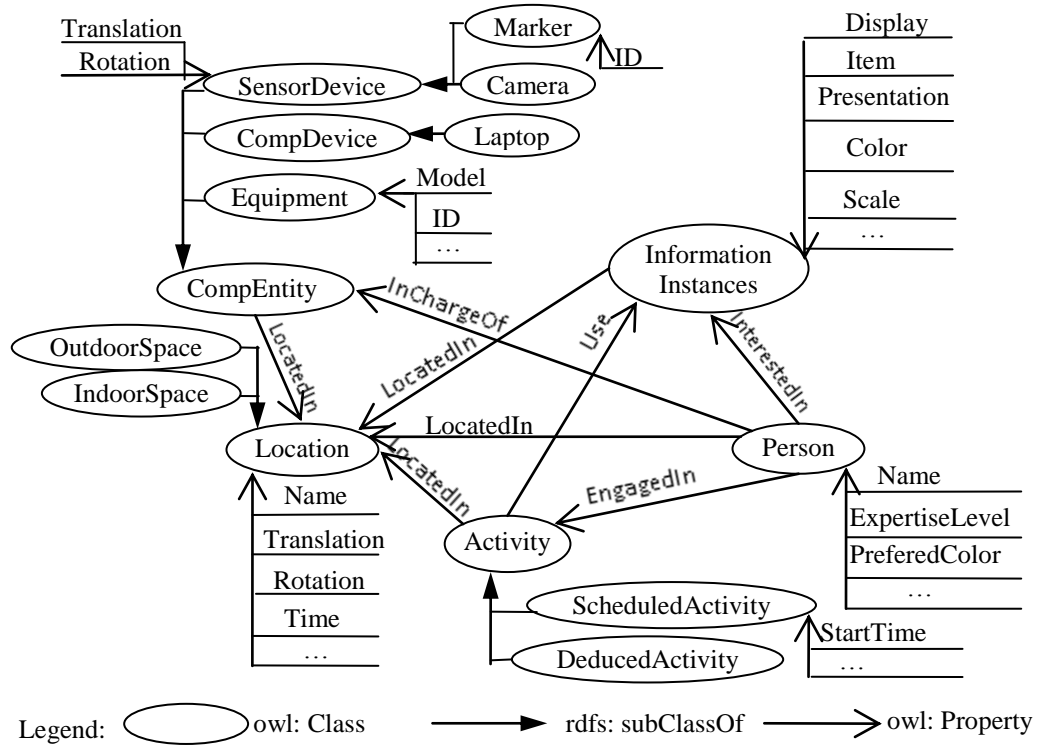 Translation
Rotation
SensorDevice
Marker
ID
Camera
CompDevice
Laptop
Equipment
Model
ID
...
Display
Item
Presentation
Color
Scale
...
Information
Instances
CompEntity
InChargeOf
Use
InterestedIn
LocatedIn
LocatedIn
OutdoorSpace
IndoorSpace
Location
LocatedIn
LocatedIn
Person
EngagedIn
Activity
Name
Translation
Rotation
Time
...
Name
ExpertiseLevel
PreferedColor
...
ScheduledActivity
DeducedActivity
StartTime
...
Legend: owl: Class rdfs: subClassOf owl: Property